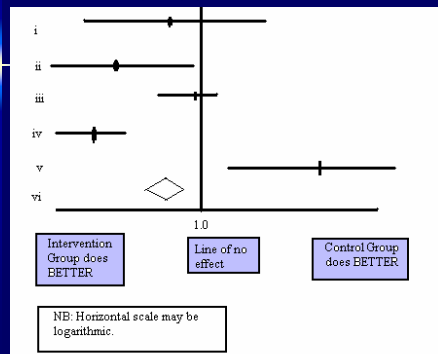 i
ii
iii
iv
v
vi
1.0
Intervention
Group does
BETTER
Line of no
effect
Control Group
does BETTER
NB: Horizontal scale may be
logarithmic.